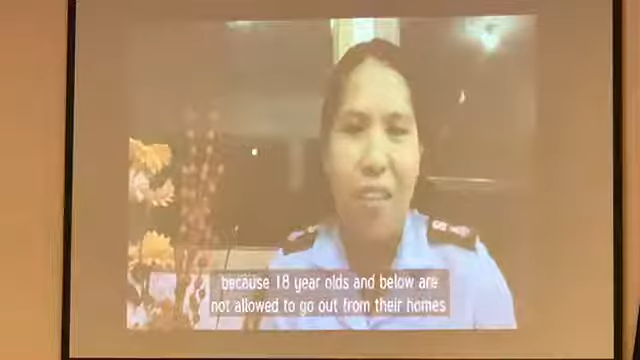 because 18 year olds and below are
not allowed to go out from their homes